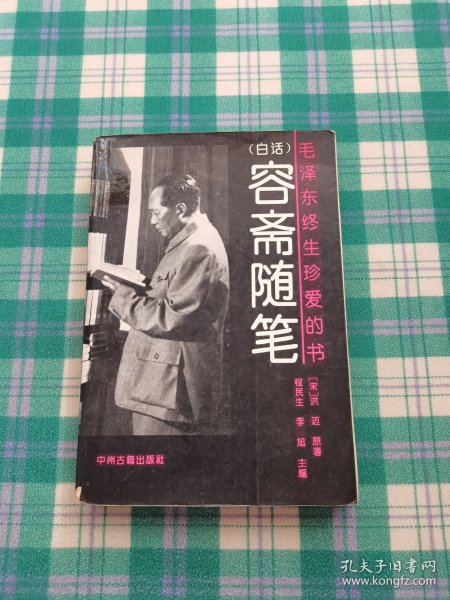 毛泽东终生珍爱的书
(白话)
容斋随笔
[宋]洪 迈 原著
程民生 李 旭 主编
中州古籍出版社
孔夫子旧书网
www.kongfz.com